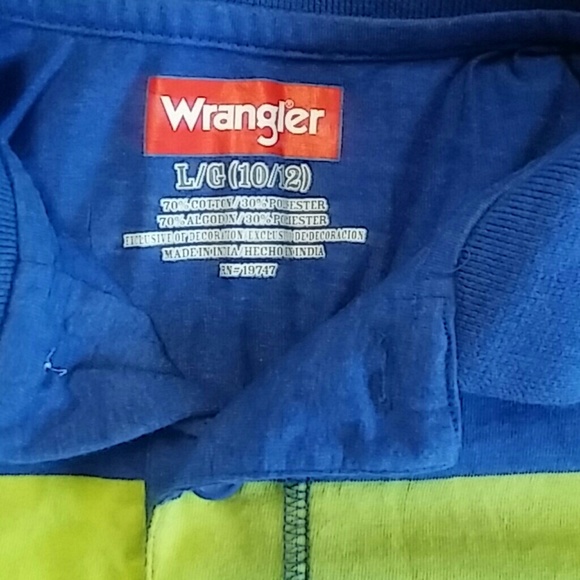 Wrangler®
L/G (10/12)
70% COTTON/30% POLYESTER
70% ALGODON/30% POLIESTER
EXCLUSIVE OF DECORATION/EXCLUSIVO DE DECORACION
MADE IN INDIA/HECHO EN INDIA
RN= 19747